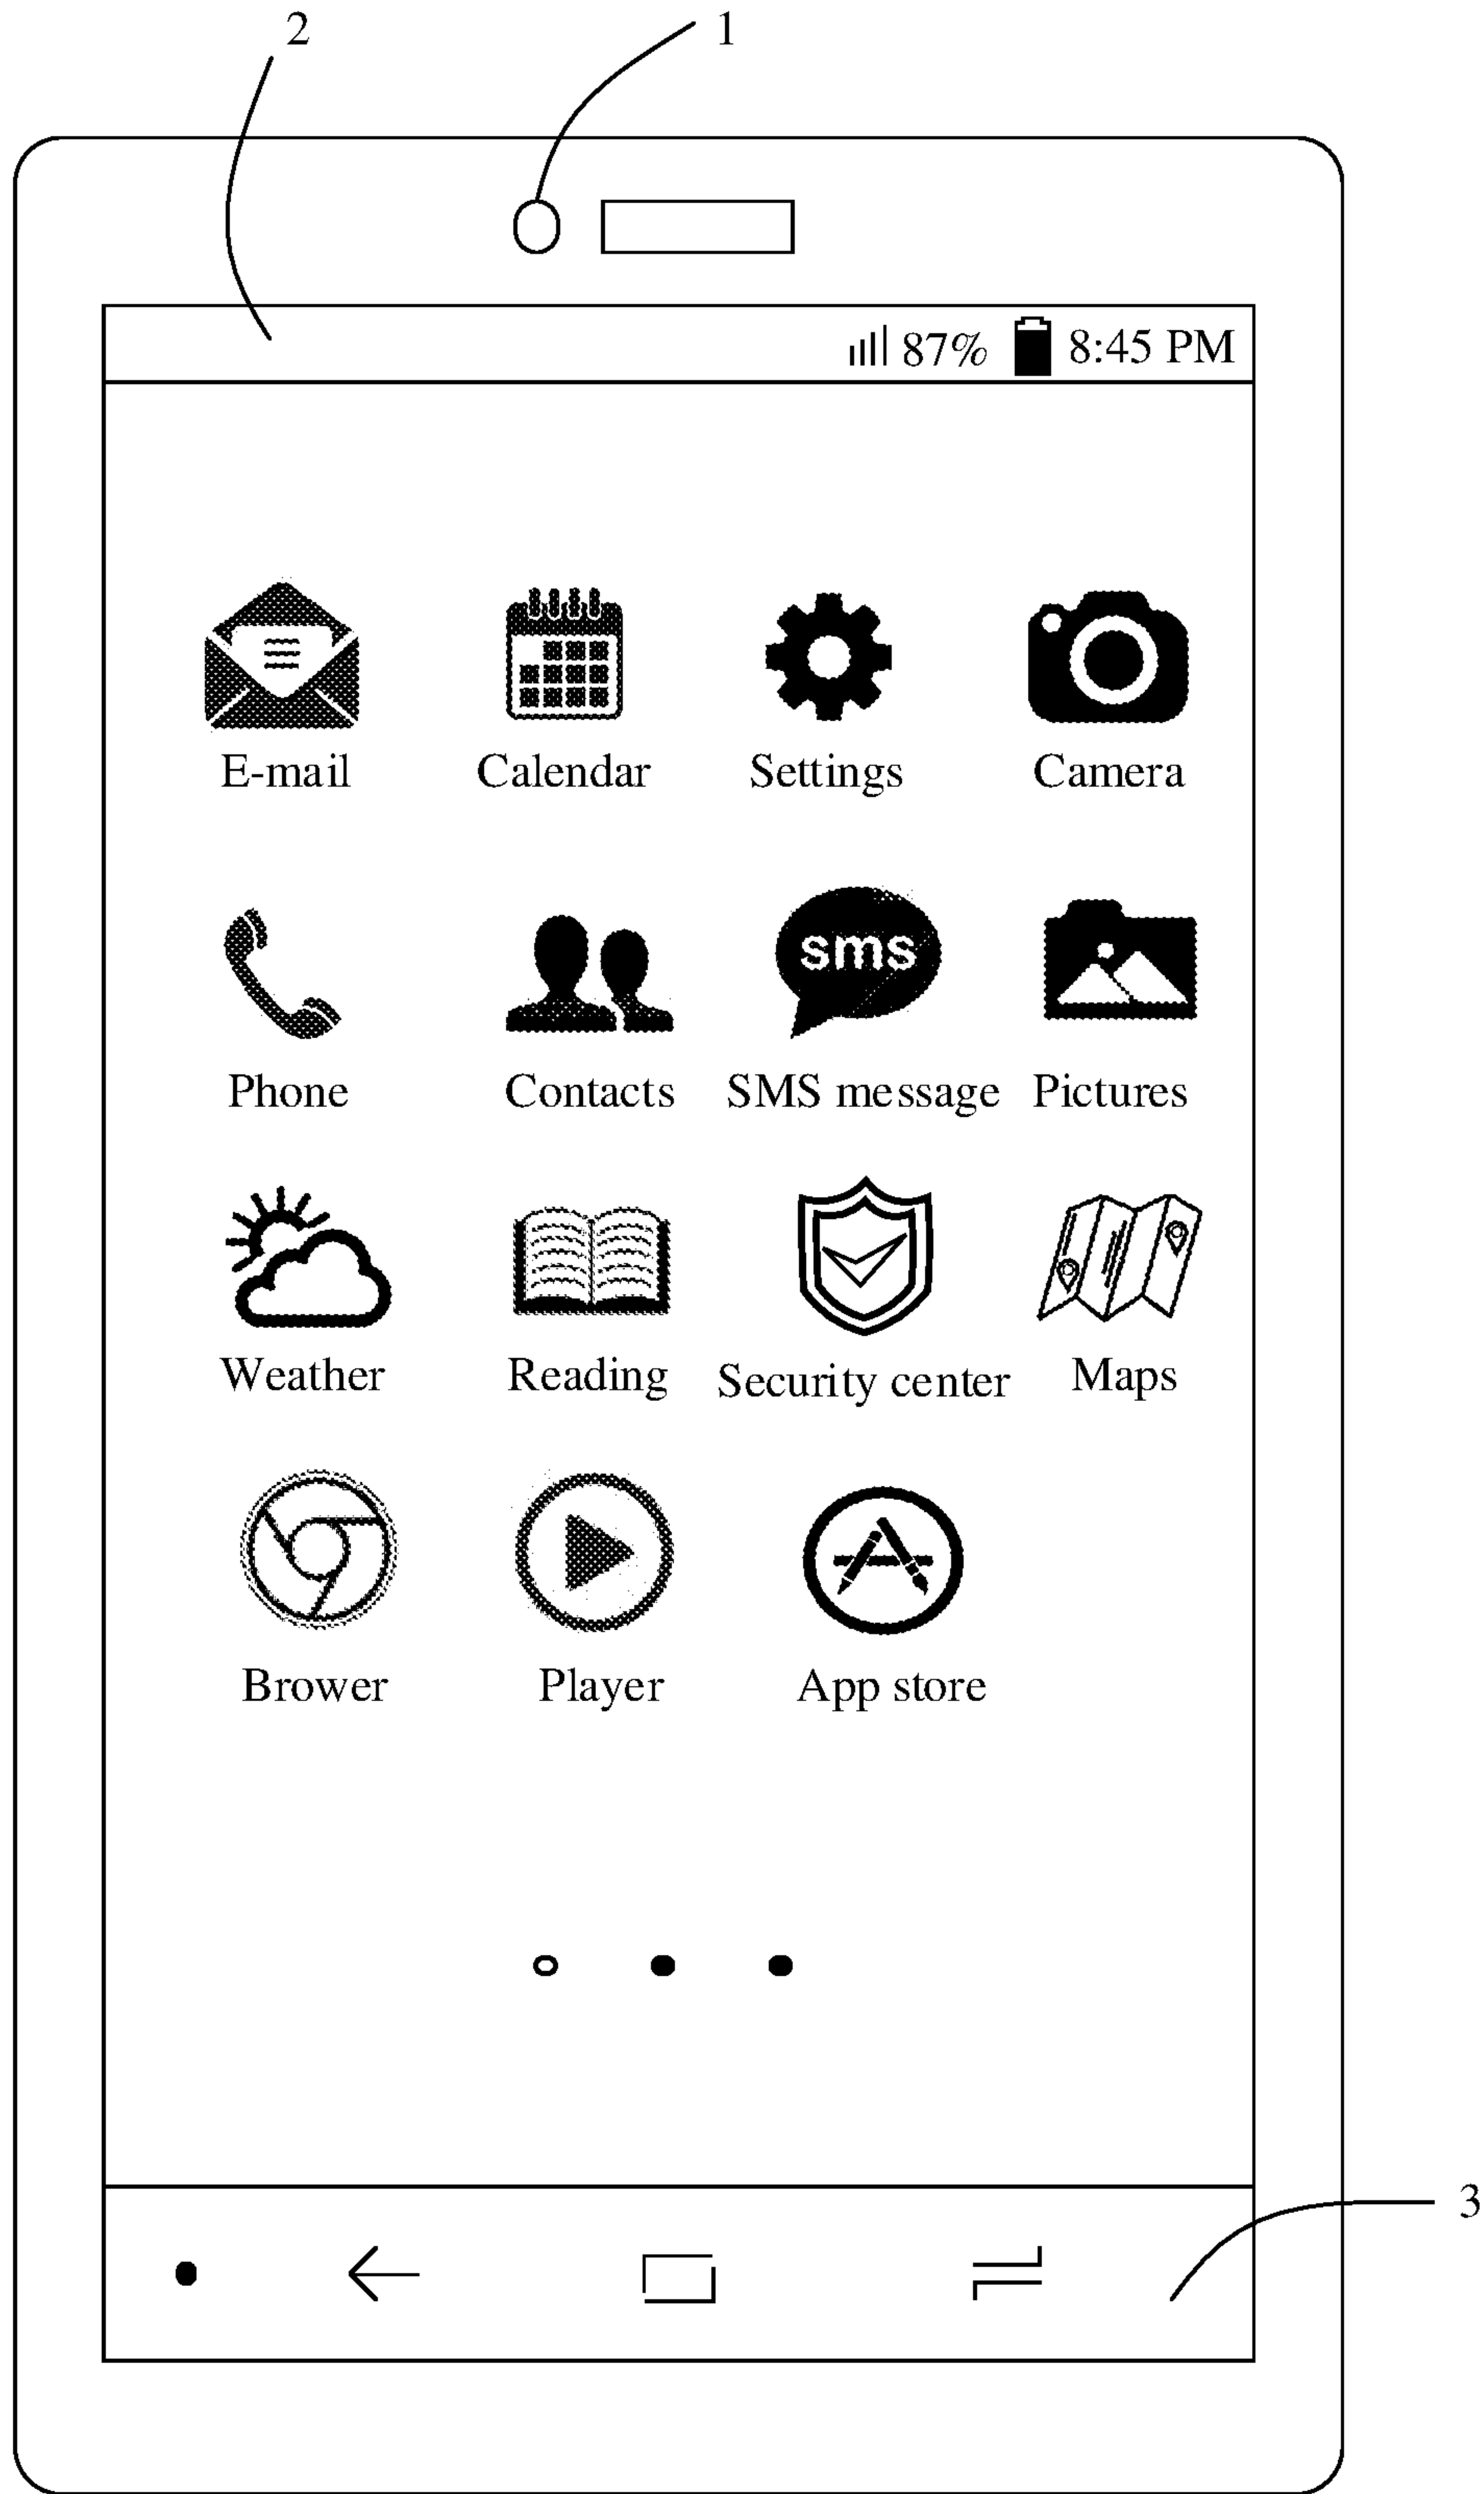 2 1
87% 8:45 PM
E-mail Calendar Settings Camera
sms
Phone Contacts SMS message Pictures
Weather Reading Security center Maps
Brower Player App store
3